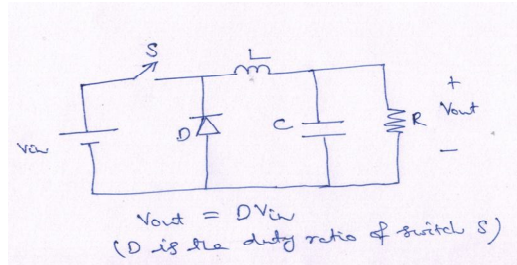 S
L
Vin
D
C
R
+
Vout
−
Vout = DVin
(D is the duty ratio of switch S)